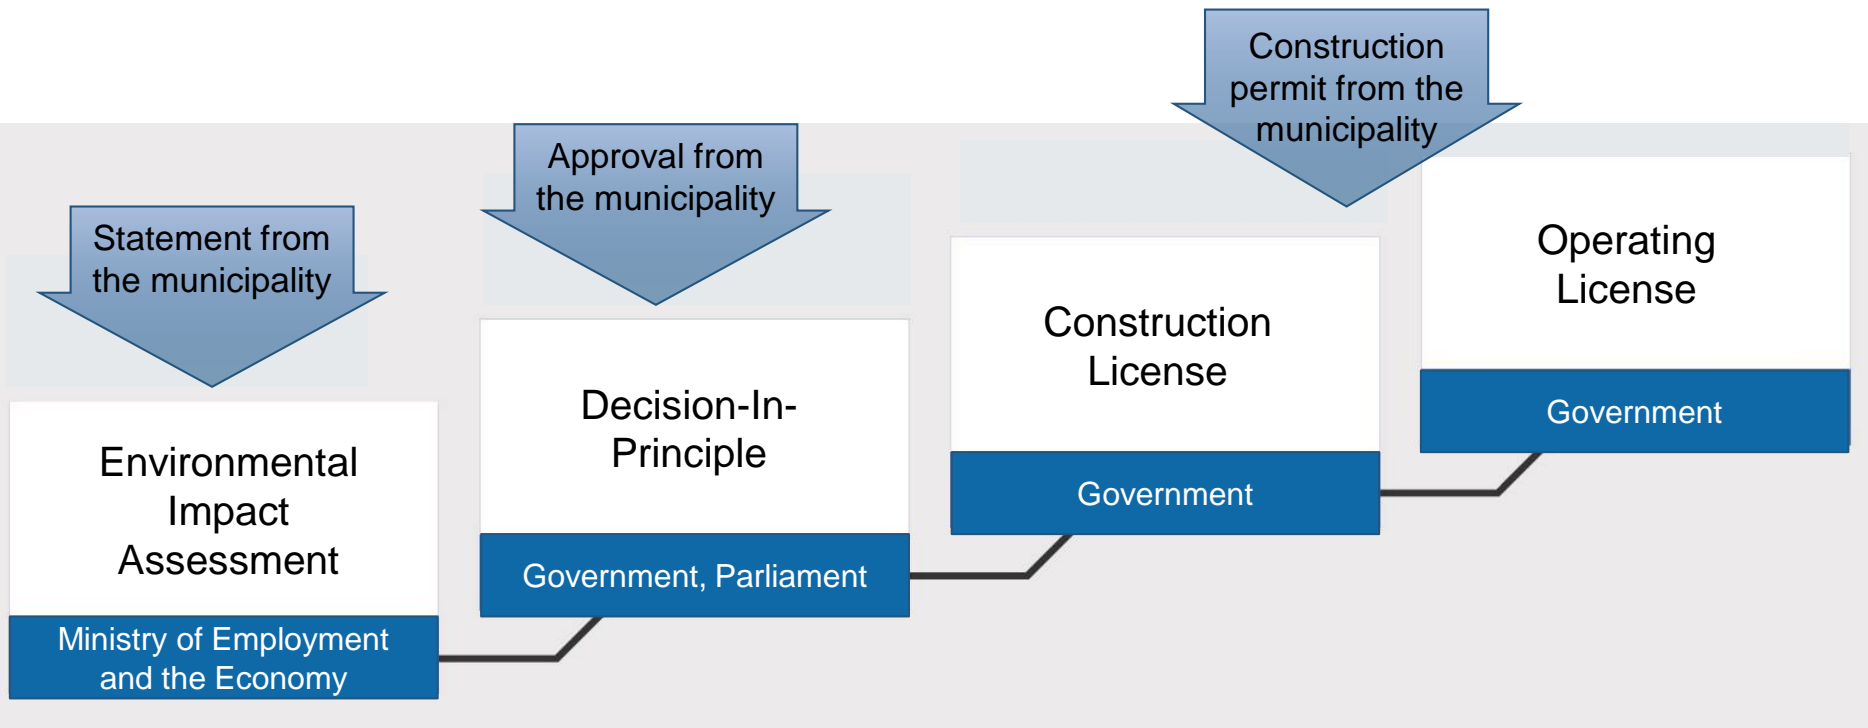 Statement from
the municipality
Environmental
Impact
Assessment
Ministry of Employment
and the Economy
Approval from
the municipality
Decision-In-
Principle
Government, Parliament
Construction
permit from the
municipality
Construction
License
Government
Operating
License
Government